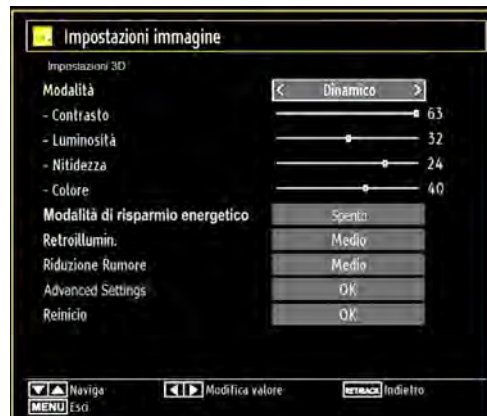 Impostazioni immagine
Impostazioni 3D
Modalità < Dinamico >
- Contrasto 63
- Luminosità 32
- Nitidezza 24
- Colore 40
Modalità di risparmio energetico Spento
Retroillumin. Medio
Riduzione Rumore Medio
Advanced Settings OK
Reinicio OK
Naviga Modifica valore Indietro
MENU Esci